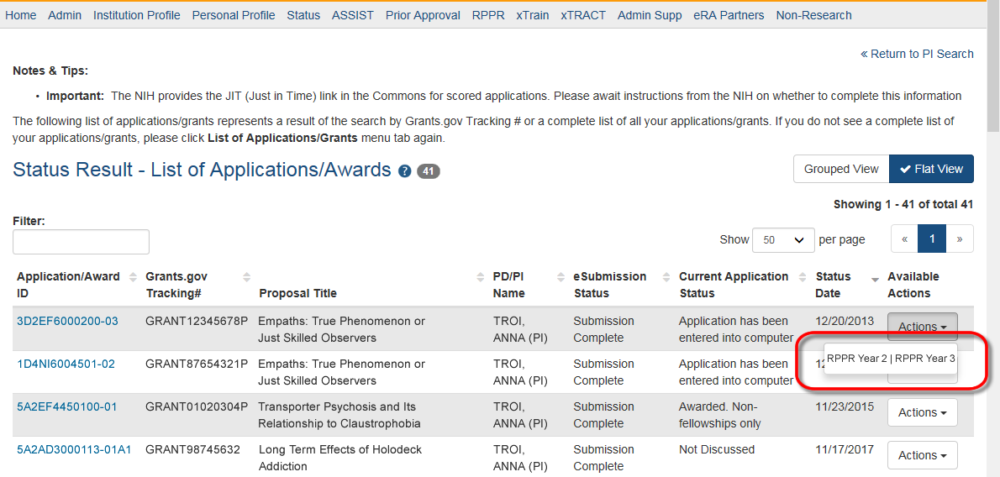 Home Admin Institution Profile Personal Profile Status ASSIST Prior Approval RPPR xTrain xTRACT Admin Supp eRA Partners Non-Research
« Return to PI Search
Notes & Tips:
• Important: The NIH provides the JIT (Just in Time) link in the Commons for scored applications. Please await instructions from the NIH on whether to complete this information
The following list of applications/grants represents a result of the search by Grants.gov Tracking # or a complete list of all your applications/grants. If you do not see a complete list of
your applications/grants, please click List of Applications/Grants menu tab again.
Status Result - List of Applications/Awards ? 41
Grouped View Flat View
Showing 1 - 41 of total 41
Filter:
Show 50 per page « 1 »
Application/Award Grants.gov PD/PI eSubmission Current Application Status Available
ID Tracking# Proposal Title Name Status Status Date Actions
3D2EF6000200-03 GRANT12345678P Empaths: True Phenomenon or TROI, Submission Application has been 12/20/2013 Actions
Just Skilled Observers ANNA (PI) Complete entered into computer
RPPR Year 2 | RPPR Year 3
1D4NI6004501-02 GRANT87654321P Empaths: True Phenomenon or TROI, Submission Application has been 12
Just Skilled Observers ANNA (PI) Complete entered into computer
5A2EF4450100-01 GRANT01020304P Transporter Psychosis and Its TROI, Submission Awarded. Non- 11/23/2015 Actions
Relationship to Claustrophobia ANNA (PI) Complete fellowships only
5A2AD3000113-01A1 GRANT98745632 Long Term Effects of Holodeck TROI, Submission Not Discussed 11/17/2017 Actions
Addiction ANNA (PI) Complete